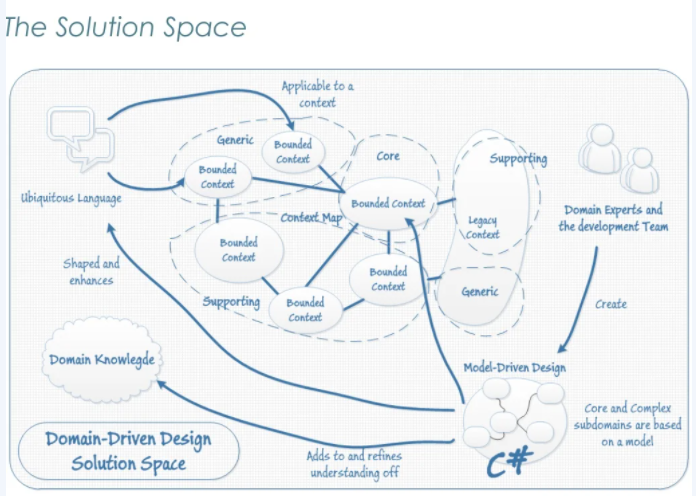 The Solution Space
Applicable to a
context
Generic
Bounded
Context
Core
Supporting
Bounded
Context
Ubiquitous Language
Bounded Context
Domain Experts and
the development Team
Context Map
Legacy
Context
Bounded
Context
Shaped and
enhances
Bounded
Context
Supporting
Bounded
Context
Generic
Create
Domain Knowlegde
Model-Driven Design
Core and Complex
subdomains are based
on a model
Domain-Driven Design
Solution Space
Adds to and refines
understanding off
C#